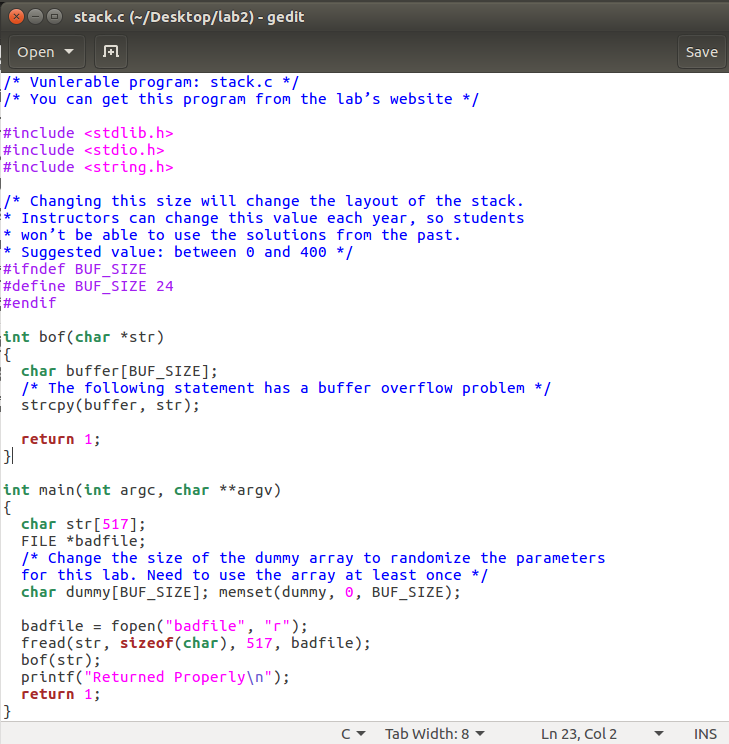 stack.c (~/Desktop/lab2) - gedit
Open Save
/* Vunlerable program: stack.c */
/* You can get this program from the lab’s website */
#include <stdlib.h>
#include <stdio.h>
#include <string.h>
/* Changing this size will change the layout of the stack.
* Instructors can change this value each year, so students
* won’t be able to use the solutions from the past.
* Suggested value: between 0 and 400 */
#ifndef BUF_SIZE
#define BUF_SIZE 24
#endif
int bof(char *str)
{
  char buffer[BUF_SIZE];
  /* The following statement has a buffer overflow problem */
  strcpy(buffer, str);
  return 1;
}
int main(int argc, char **argv)
{
  char str[517];
  FILE *badfile;
  /* Change the size of the dummy array to randomize the parameters
  for this lab. Need to use the array at least once */
  char dummy[BUF_SIZE]; memset(dummy, 0, BUF_SIZE);
  badfile = fopen("badfile", "r");
  fread(str, sizeof(char), 517, badfile);
  bof(str);
  printf("Returned Properly\n");
  return 1;
}
C Tab Width: 8 Ln 23, Col 2 INS